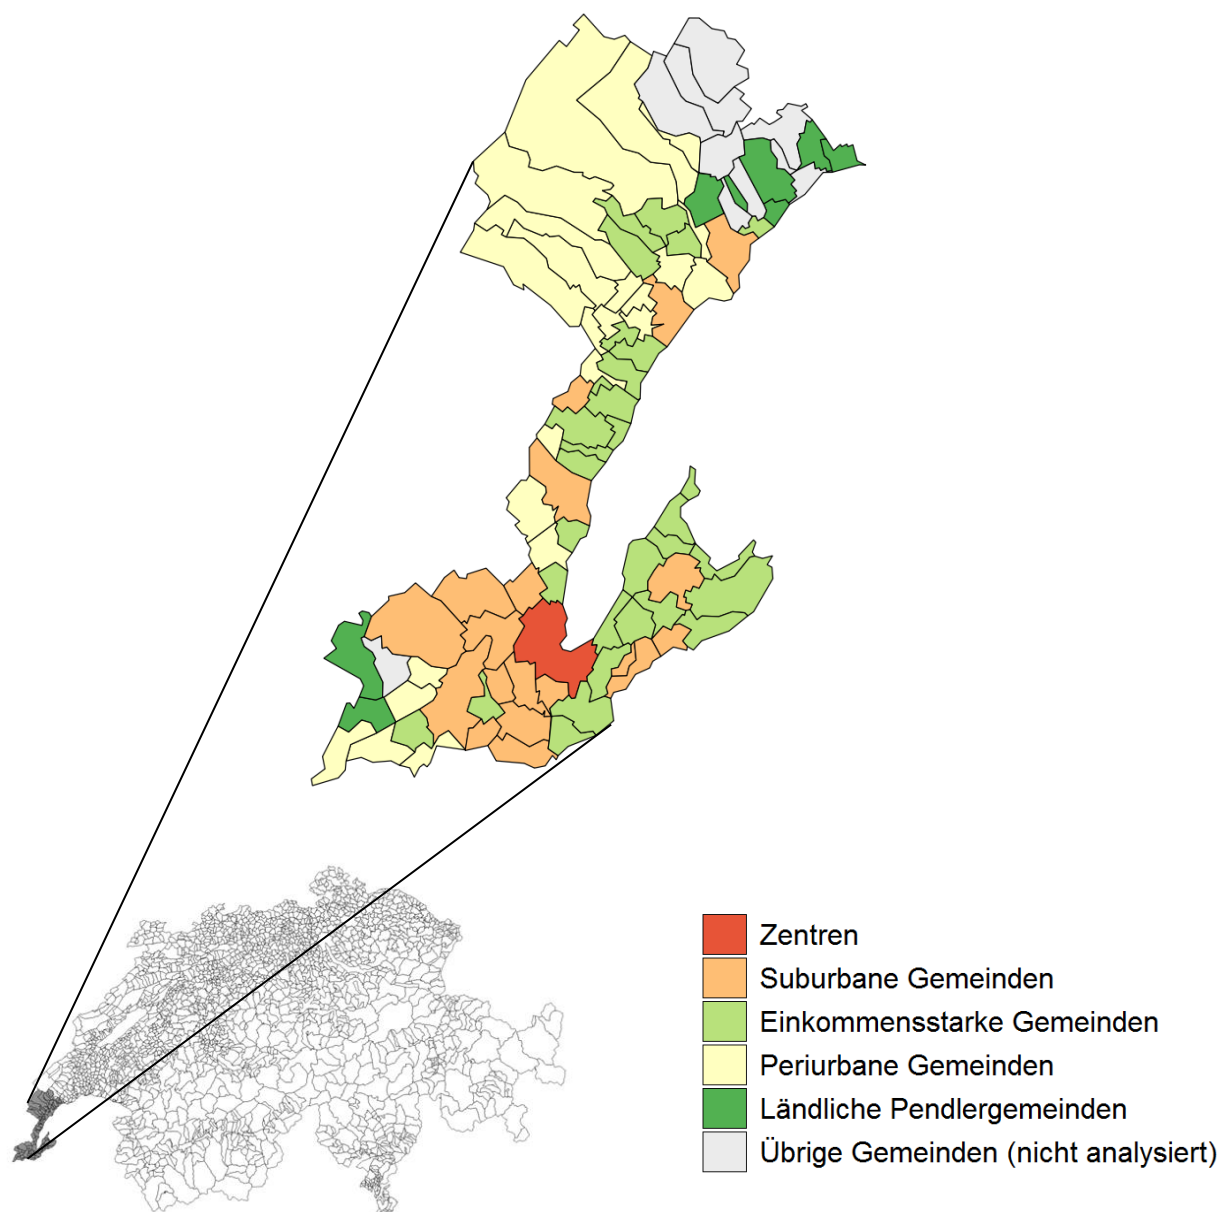 Zentren
Suburbane Gemeinden
Einkommensstarke Gemeinden
Periurbane Gemeinden
Ländliche Pendlergemeinden
Übrige Gemeinden (nicht analysiert)